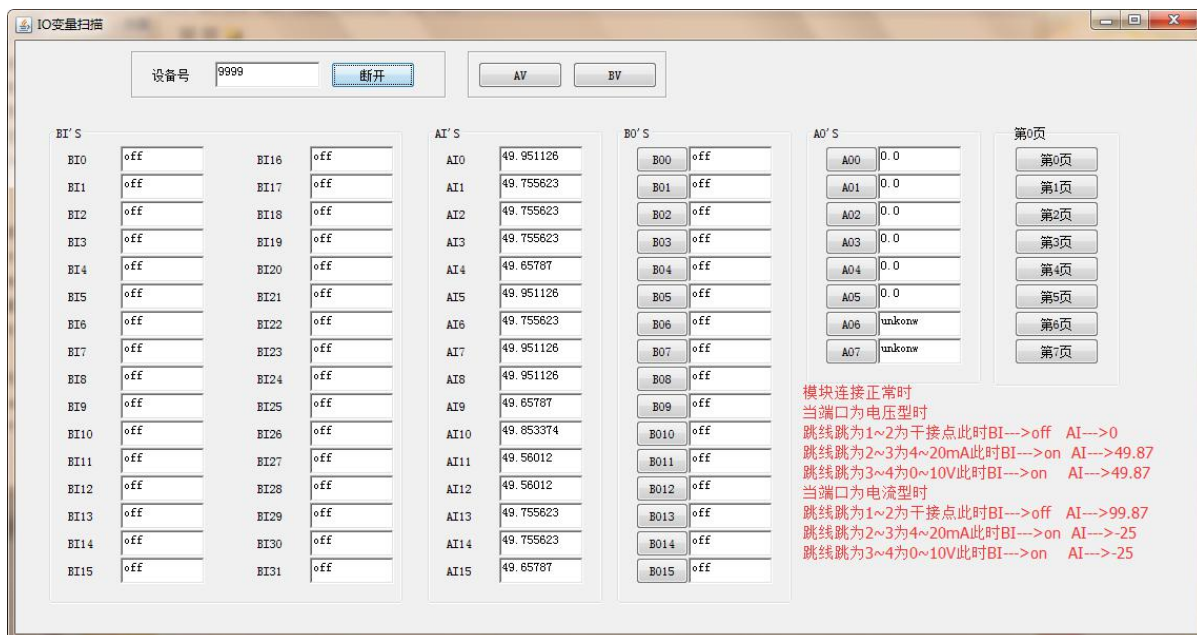 IO变量扫描
设备号 9999 断开 AV BV
BI'S AI'S BO'S AO'S 第0页
BI0 off BI16 off AI0 49.951126 BO0 off AO0 0.0 第0页
BI1 off BI17 off AI1 49.755623 BO1 off AO1 0.0 第1页
BI2 off BI18 off AI2 49.755623 BO2 off AO2 0.0 第2页
BI3 off BI19 off AI3 49.755623 BO3 off AO3 0.0 第3页
BI4 off BI20 off AI4 49.65787 BO4 off AO4 0.0 第4页
BI5 off BI21 off AI5 49.951126 BO5 off AO5 0.0 第5页
BI6 off BI22 off AI6 49.755623 BO6 off AO6 unkonw 第6页
BI7 off BI23 off AI7 49.951126 BO7 off AO7 unkonw 第7页
BI8 off BI24 off AI8 49.951126 BO8 off
BI9 off BI25 off AI9 49.65787 BO9 off
BI10 off BI26 off AI10 49.853374 BO10 off
BI11 off BI27 off AI11 49.56012 BO11 off
BI12 off BI28 off AI12 49.56012 BO12 off
BI13 off BI29 off AI13 49.755623 BO13 off
BI14 off BI30 off AI14 49.755623 BO14 off
BI15 off BI31 off AI15 49.65787 BO15 off
模块连接正常时
当端口为电压型时
跳线跳为1~2为干接点此时BI--->off AI--->0
跳线跳为2~3为4~20mA此时BI--->on AI--->49.87
跳线跳为3~4为0~10V此时BI--->on AI--->49.87
当端口为电流型时
跳线跳为1~2为干接点此时BI--->off AI--->99.87
跳线跳为2~3为4~20mA此时BI--->on AI--->-25
跳线跳为3~4为0~10V此时BI--->on AI--->-25